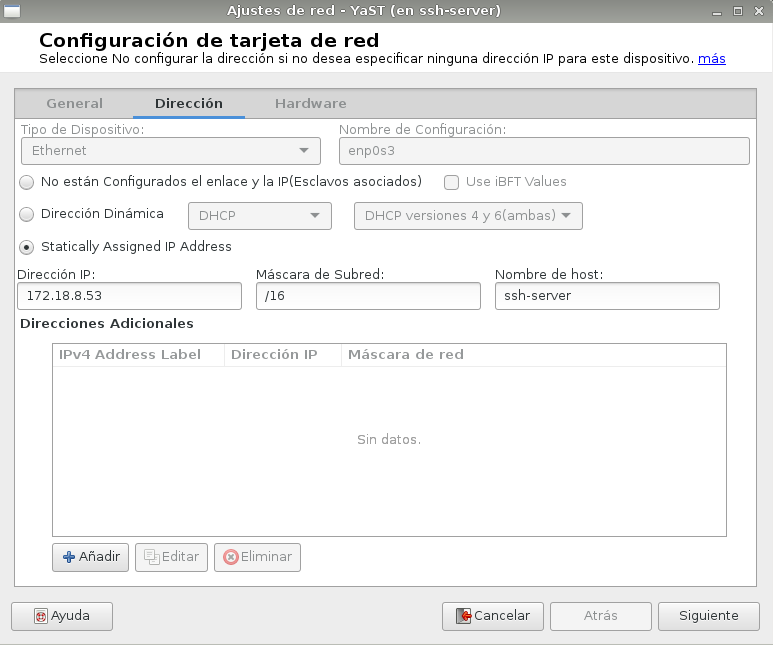 Ajustes de red - YaST (en ssh-server)
Configuración de tarjeta de red
Seleccione No configurar la dirección si no desea especificar ninguna dirección IP para este dispositivo. más
General Dirección Hardware
Tipo de Dispositivo: Nombre de Configuración:
Ethernet enp0s3
No están Configurados el enlace y la IP(Esclavos asociados) Use iBFT Values
Dirección Dinámica DHCP DHCP versiones 4 y 6(ambas)
Statically Assigned IP Address
Dirección IP: Máscara de Subred: Nombre de host:
172.18.8.53 /16 ssh-server
Direcciones Adicionales
IPv4 Address Label Dirección IP Máscara de red
Sin datos.
Añadir Editar Eliminar
Ayuda Cancelar Atrás Siguiente